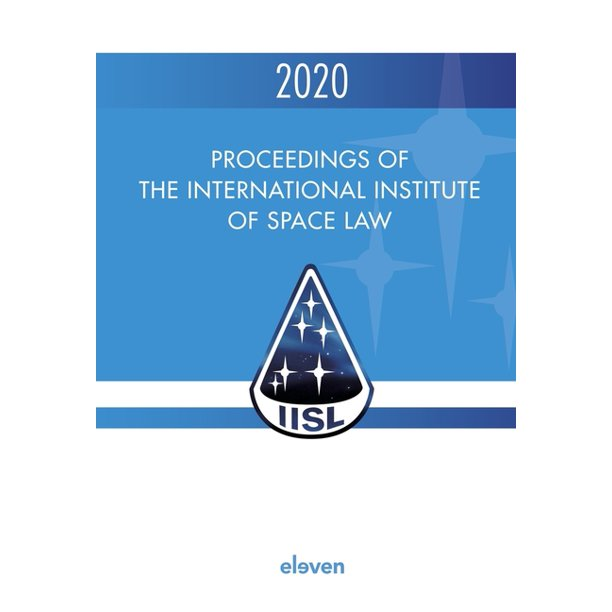 2020
PROCEEDINGS OF
THE INTERNATIONAL INSTITUTE
OF SPACE LAW
IISL
eleven